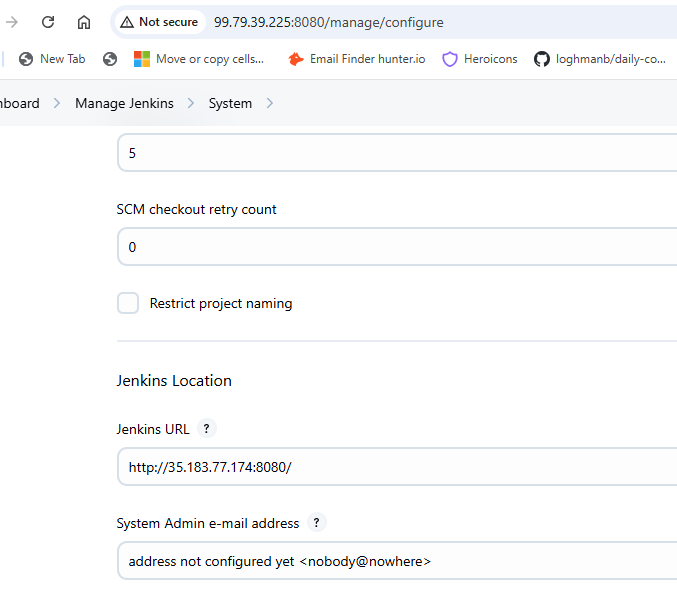 Not secure 99.79.39.225:8080/manage/configure
New Tab Move or copy cells... Email Finder hunter.io Heroicons loghmanb/daily-co...
nboard Manage Jenkins System
5
SCM checkout retry count
0
Restrict project naming
Jenkins Location
Jenkins URL ?
http://35.183.77.174:8080/
System Admin e-mail address ?
address not configured yet <nobody@nowhere>